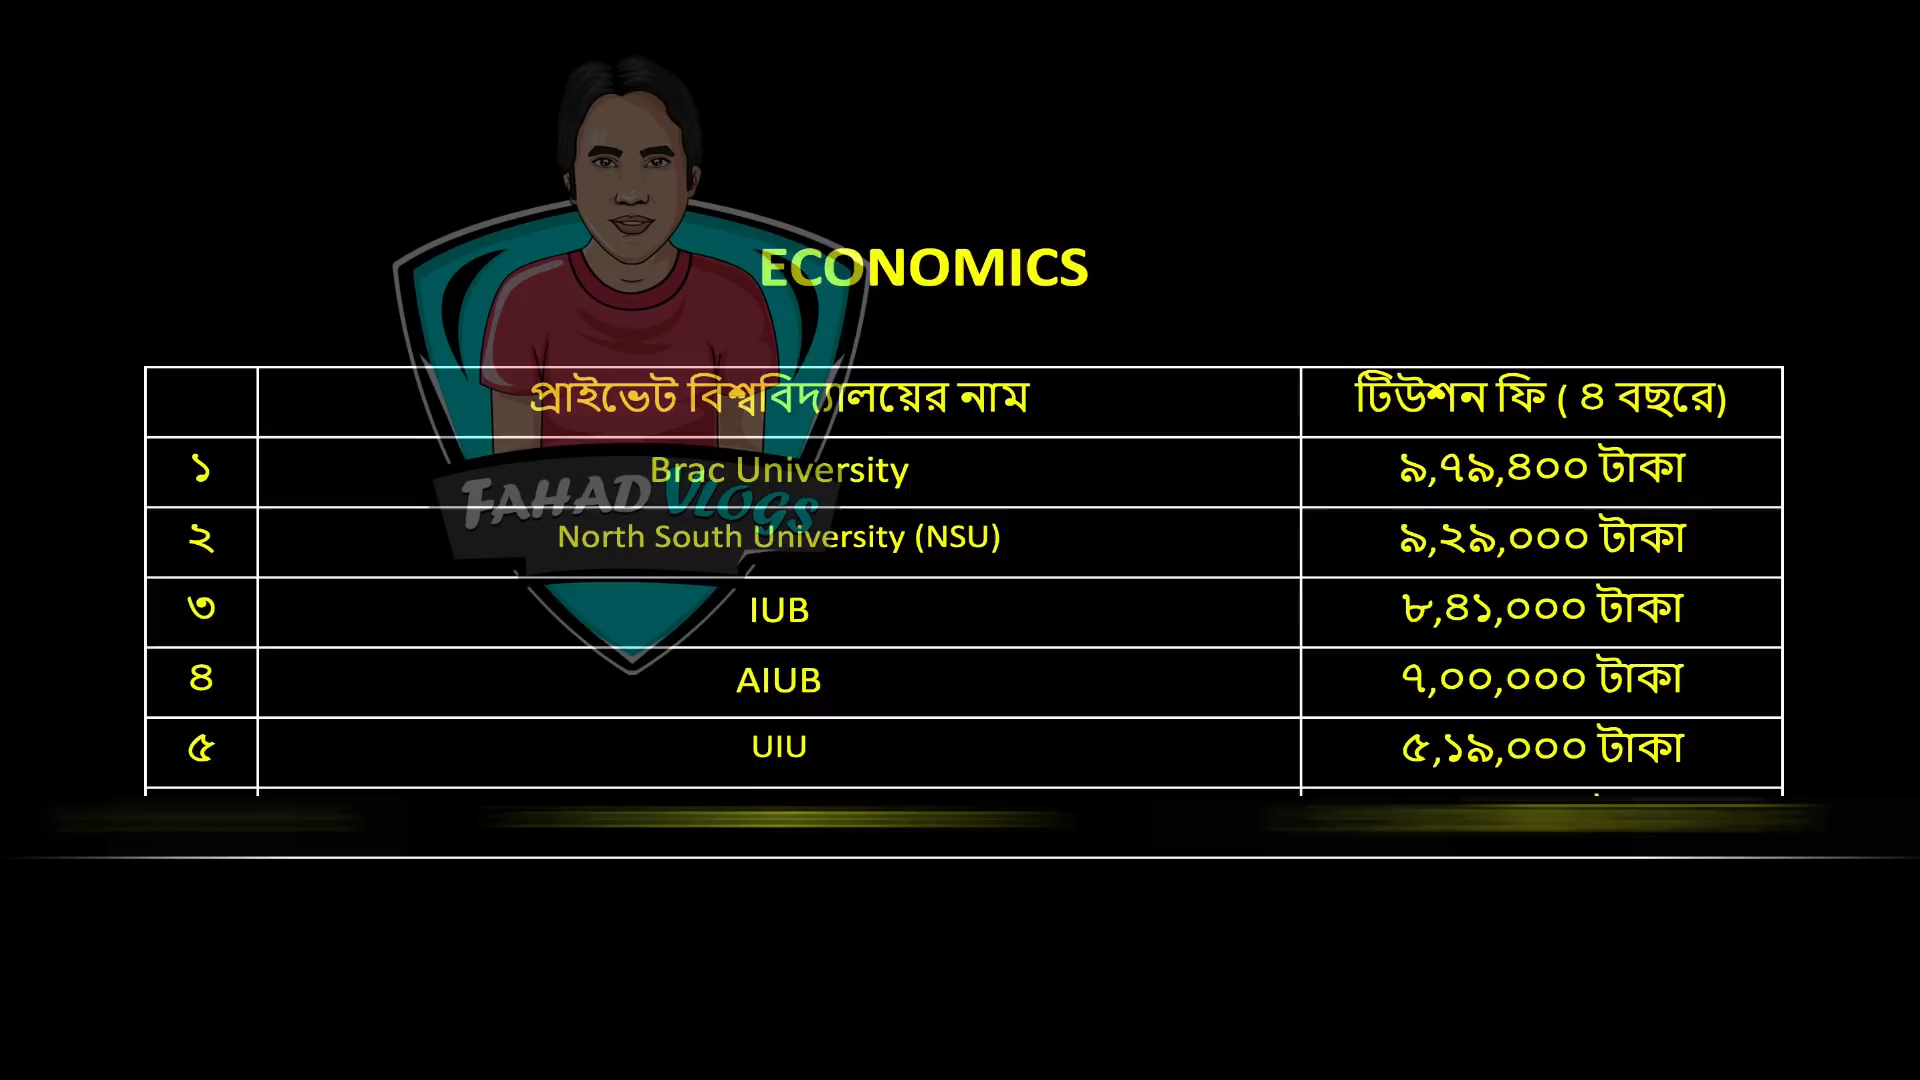 ECONOMICS
প্রাইভেট বিশ্ববিদ্যালয়ের নাম টিউশন ফি ( ৪ বছরে)
১ Brac University ৯,৭৯,৪০০ টাকা
FAHAD VLOGS
২ North South University (NSU) ৯,২৯,০০০ টাকা
৩ IUB ৮,৪১,০০০ টাকা
৪ AIUB ৭,০০,০০০ টাকা
৫ UIU ৫,১৯,০০০ টাকা